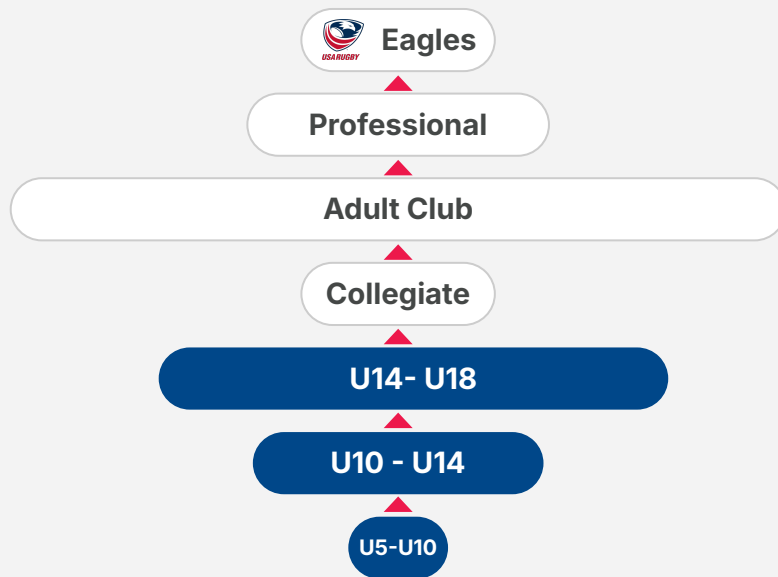 USA RUGBY
Eagles
Professional
Adult Club
Collegiate
U14- U18
U10 - U14
U5-U10